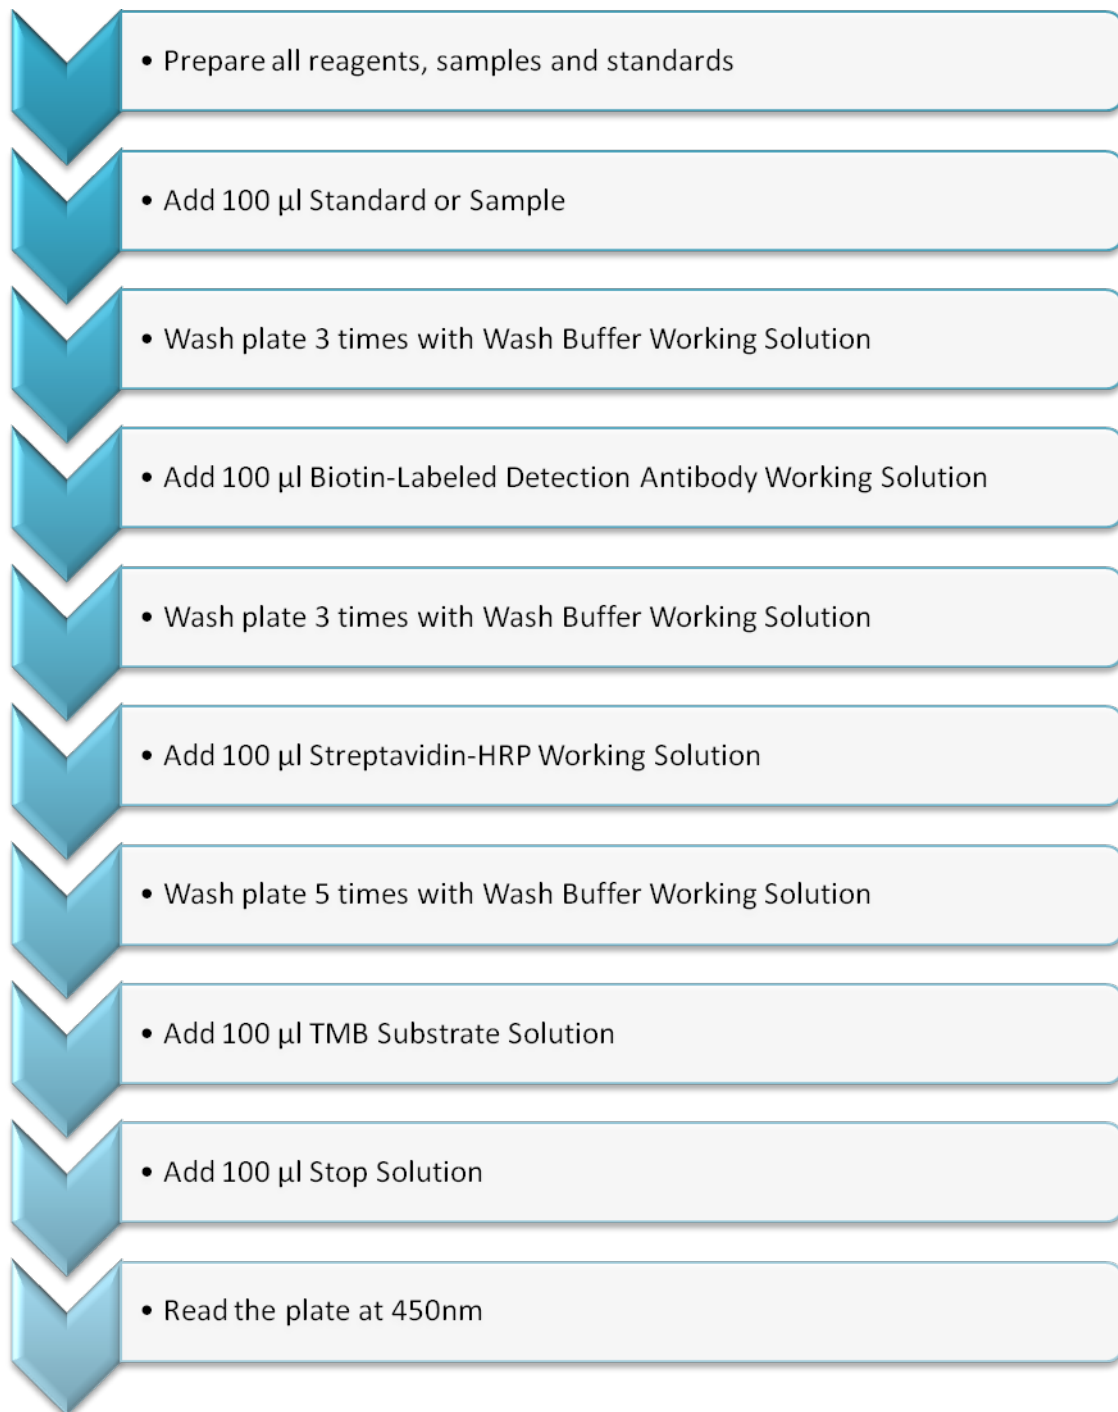 • Prepare all reagents, samples and standards
• Add 100 µl Standard or Sample
• Wash plate 3 times with Wash Buffer Working Solution
• Add 100 µl Biotin-Labeled Detection Antibody Working Solution
• Wash plate 3 times with Wash Buffer Working Solution
• Add 100 µl Streptavidin-HRP Working Solution
• Wash plate 5 times with Wash Buffer Working Solution
• Add 100 µl TMB Substrate Solution
• Add 100 µl Stop Solution
• Read the plate at 450nm